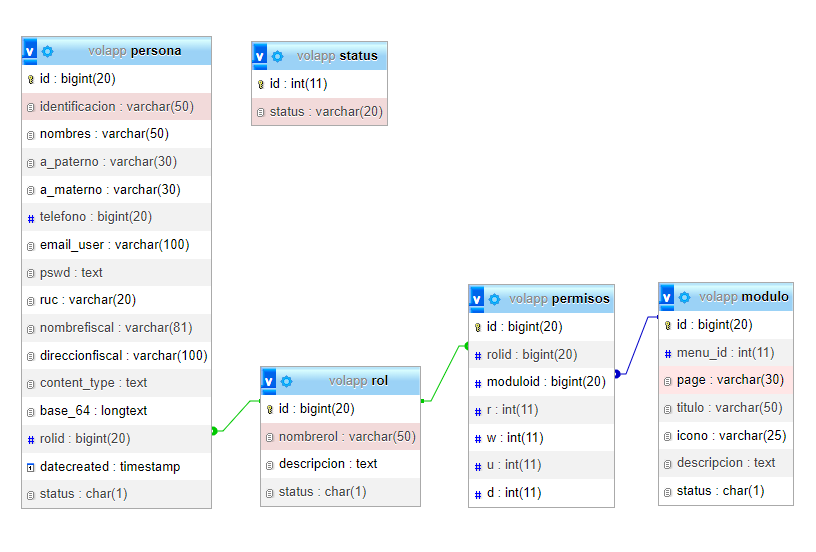 volapp persona
id : bigint(20)
identificacion : varchar(50)
nombres : varchar(50)
a_paterno : varchar(30)
a_materno : varchar(30)
telefono : bigint(20)
email_user : varchar(100)
pswd : text
ruc : varchar(20)
nombrefiscal : varchar(81)
direccionfiscal : varchar(100)
content_type : text
base_64 : longtext
rolid : bigint(20)
datecreated : timestamp
status : char(1)
volapp status
id : int(11)
status : varchar(20)
volapp rol
id : bigint(20)
nombrerol : varchar(50)
descripcion : text
status : char(1)
volapp permisos
id : bigint(20)
rolid : bigint(20)
moduloid : bigint(20)
r : int(11)
w : int(11)
u : int(11)
d : int(11)
volapp modulo
id : bigint(20)
menu_id : int(11)
page : varchar(30)
titulo : varchar(50)
icono : varchar(25)
descripcion : text
status : char(1)